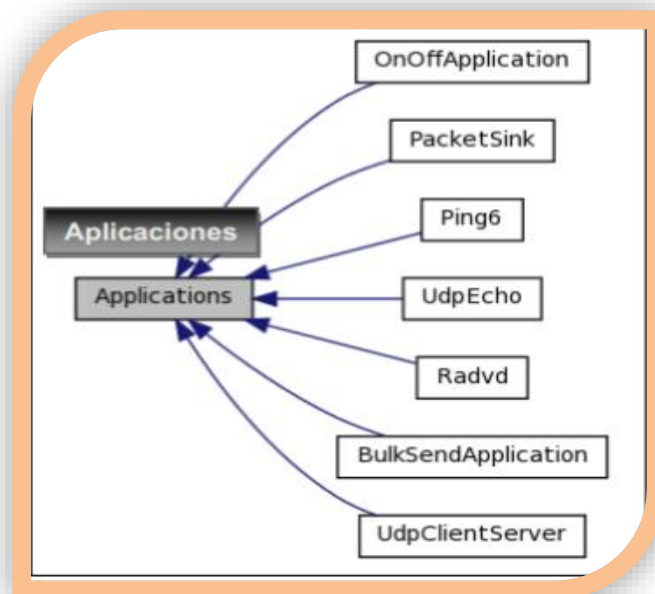 OnOffApplication
PacketSink
Ping6
Aplicaciones
Applications
UdpEcho
Radvd
BulkSendApplication
UdpClientServer